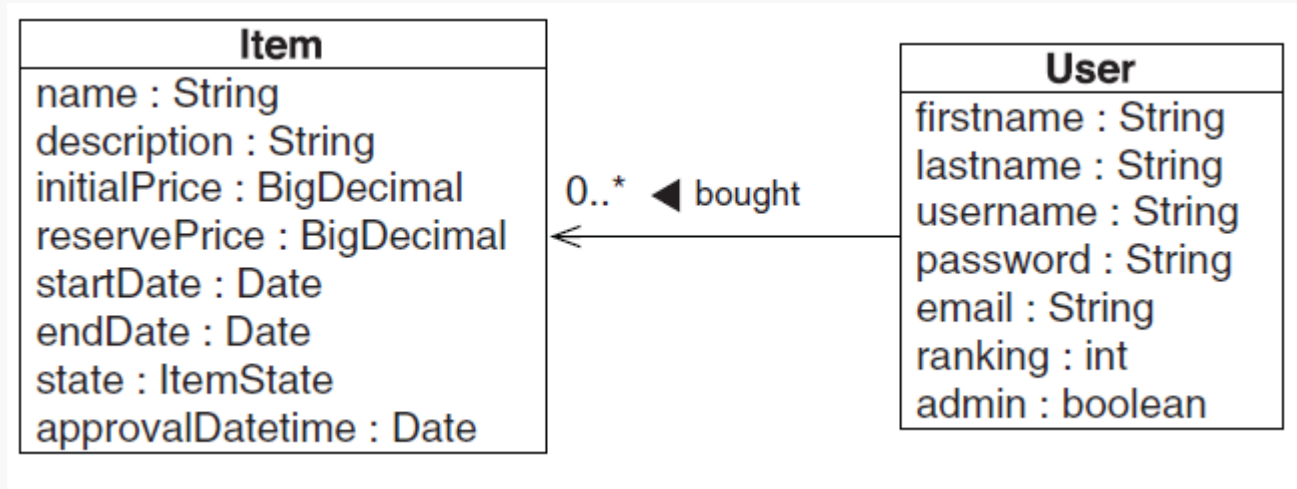 Item
name : String
description : String
initialPrice : BigDecimal
reservePrice : BigDecimal
startDate : Date
endDate : Date
state : ItemState
approvalDatetime : Date
0..* ◀ bought
User
firstname : String
lastname : String
username : String
password : String
email : String
ranking : int
admin : boolean